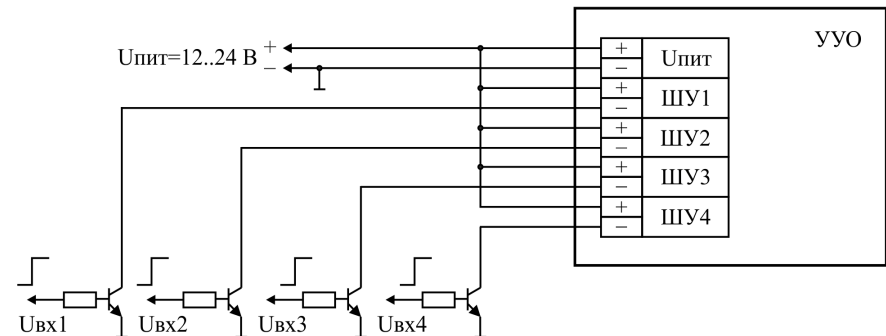 УУО
Uпит=12..24 В
+
−
+
−
Uпит
+
−
ШУ1
+
−
ШУ2
+
−
ШУ3
+
−
ШУ4
Uвх1
Uвх2
Uвх3
Uвх4